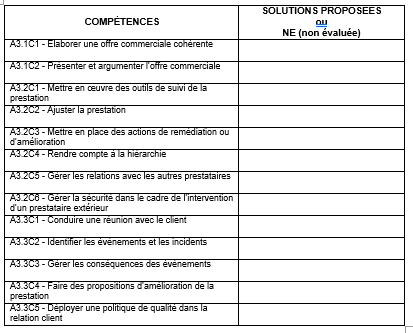 COMPÉTENCES
SOLUTIONS PROPOSEES
ou
NE (non évaluée)
A3.1C1 - Elaborer une offre commerciale cohérente
A3.1C2 - Présenter et argumenter l'offre commerciale
A3.2C1 - Mettre en œuvre des outils de suivi de la
prestation
A3.2C2 - Ajuster la prestation
A3.2C3 - Mettre en place des actions de remédiation ou
d'amélioration
A3.2C4 - Rendre compte à la hiérarchie
A3.2C5 - Gérer les relations avec les autres prestataires
A3.2C6 - Gérer la sécurité dans le cadre de l'intervention
d'un prestataire extérieur
A3.3C1 - Conduire une réunion avec le client
A3.3C2 - Identifier les évènements et les incidents
A3.3C3 - Gérer les conséquences des évènements
A3.3C4 - Faire des propositions d'amélioration de la
prestation
A3.3C5 - Déployer une politique de qualité dans la
relation client